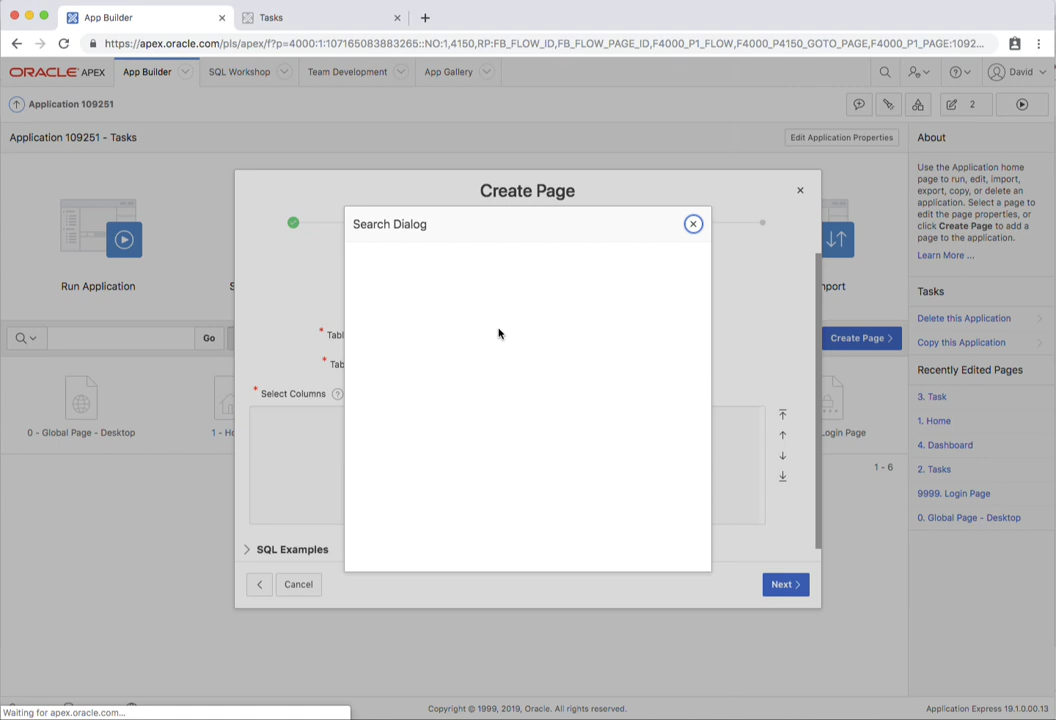 App Builder
Tasks
https://apex.oracle.com/pls/apex/f?p=4000:1:107165083883265::NO:1,4150,RP:FB_FLOW_ID,FB_FLOW_PAGE_ID,F4000_P1_FLOW,F4000_P4150_GOTO_PAGE,F4000_P1_PAGE:1092...
ORACLE APEX App Builder SQL Workshop Team Development App Gallery David
Application 109251 2
Application 109251 - Tasks Edit Application Properties About
Use the Application home
page to run, edit, import,
export, copy, or delete an
application. Select a page to
edit the page properties, or
click Create Page to add a
page to the application.
Learn More ...
Create Page
Search Dialog
Run Application
Tasks
Delete this Application
Go Create Page
Copy this Application
* Tabl
* Tab
* Select Columns ?
Recently Edited Pages
3. Task
1. Home
4. Dashboard
2. Tasks
9999. Login Page
0. Global Page - Desktop
0 - Global Page - Desktop
ogin Page
1 - 6
SQL Examples
Cancel Next
Copyright © 1999, 2019, Oracle. All rights reserved.
Application Express 19.1.0.00.13
Waiting for apex.oracle.com...